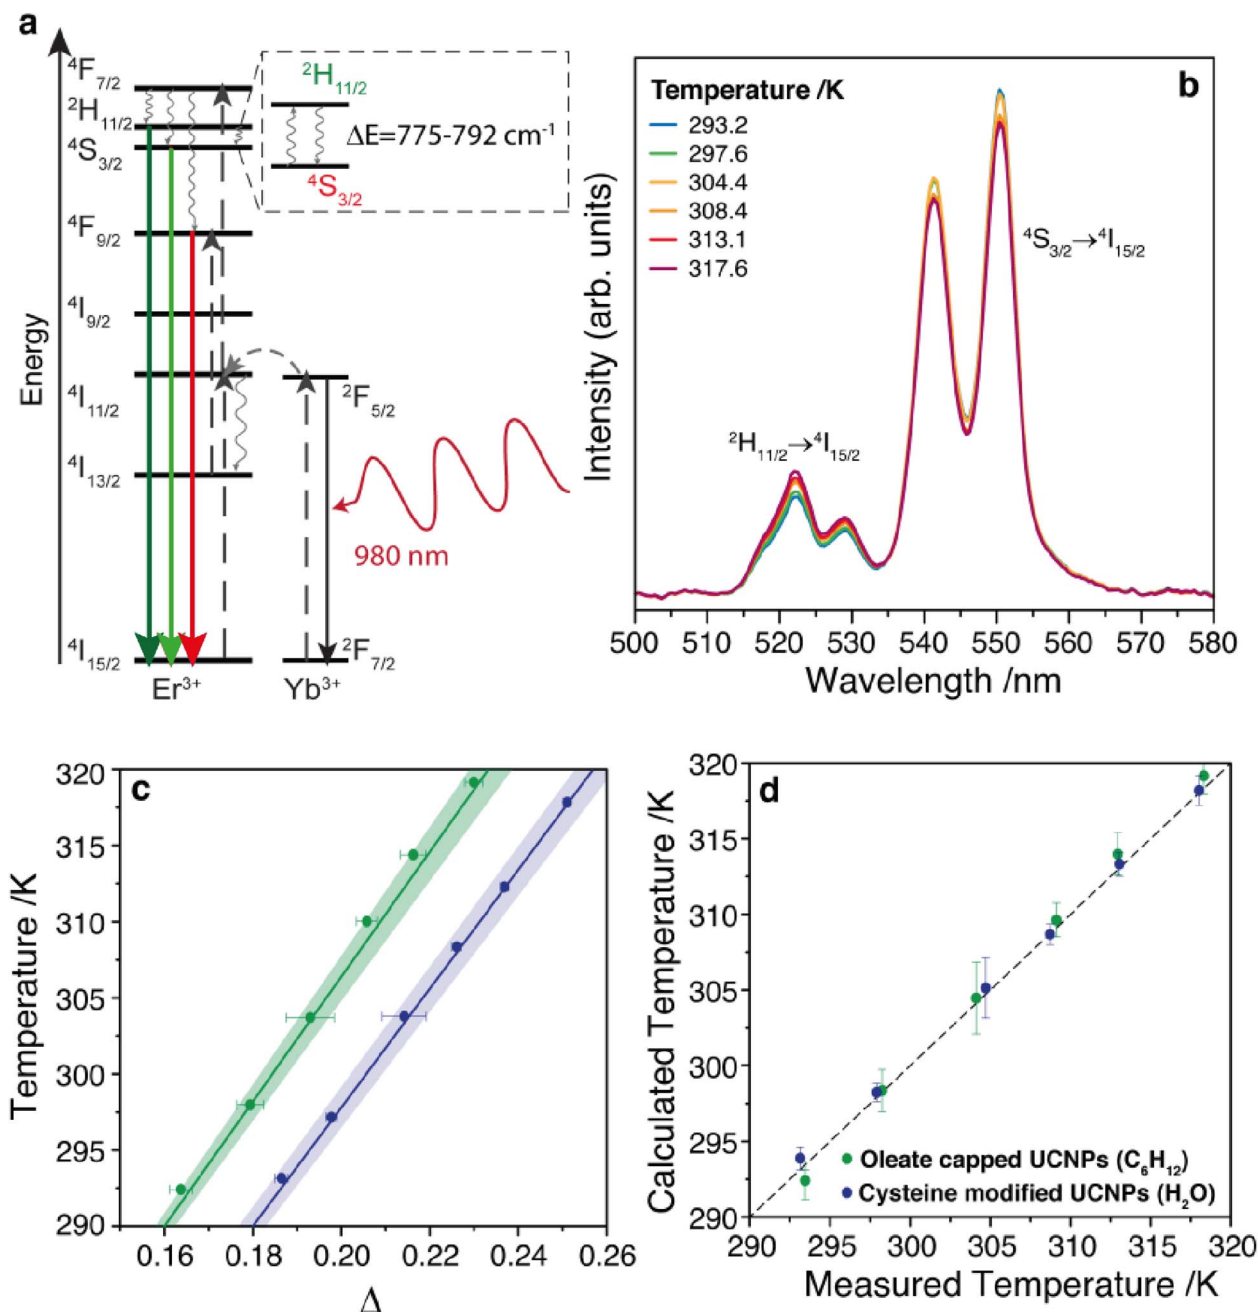 a
⁴F₇/₂
²H₁₁/₂
⁴S₃/₂
⁴F₉/₂
⁴I₉/₂
⁴I₁₁/₂
⁴I₁₃/₂
⁴I₁₅/₂
Energy
²H₁₁/₂
ΔE=775-792 cm⁻¹
⁴S₃/₂
²F₅/₂
980 nm
²F₇/₂
Er³⁺
Yb³⁺
b
Temperature /K
293.2
297.6
304.4
308.4
313.1
317.6
⁴S₃/₂→⁴I₁₅/₂
²H₁₁/₂→⁴I₁₅/₂
Intensity (arb. units)
500 510 520 530 540 550 560 570 580
Wavelength /nm
c
320
315
310
305
300
295
290
Temperature /K
0.16 0.18 0.20 0.22 0.24 0.26
Δ
d
320
315
310
305
300
295
290
Calculated Temperature /K
Oleate capped UCNPs (C₆H₁₂)
Cysteine modified UCNPs (H₂O)
290 295 300 305 310 315 320
Measured Temperature /K